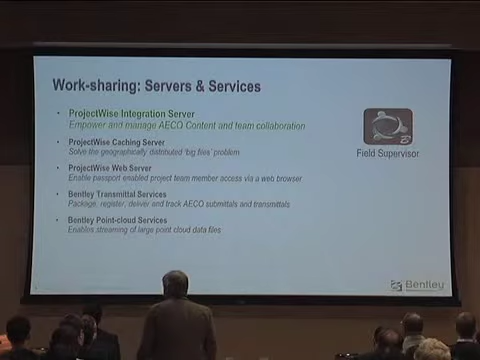 Work-sharing: Servers & Services
• ProjectWise Integration Server
Empower and manage AECO Content and team collaboration
• ProjectWise Caching Server
Solve the geographically distributed 'big files' problem
• ProjectWise Web Server
Enable passport enabled project team member access via a web browser
• Bentley Transmittal Services
Package, register, deliver and track AECO submittals and transmittals
• Bentley Point-cloud Services
Enables streaming of large point cloud data files
Field Supervisor
Bentley